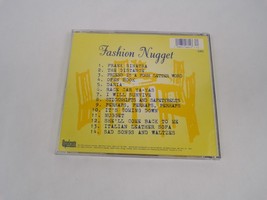 Fashion Nugget
1. FRANK SINATRA
2. THE DISTANCE
3. FRIEND IS A FOUR LETTER WORD
4. OPEN BOOK
5. DARIA
6. RACE CAR YA-YAS
7. I WILL SURVIVE
8. STICKSHIFTS AND SAFETYBELTS
9. PERHAPS, PERHAPS, PERHAPS
10. IT'S COMING DOWN
11. NUGGET
12. SHE'LL COME BACK TO ME
13. ITALIAN LEATHER SOFA
14. SAD SONGS AND WALTZES